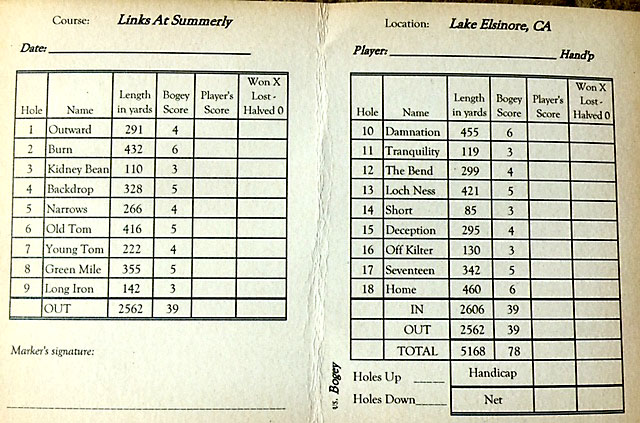 Course: Links At Summerly
Date:
Hole Name Length in yards Bogey Score Player's Score Won X Lost - Halved 0
1 Outward 291 4
2 Burn 432 6
3 Kidney Bean 110 3
4 Backdrop 328 5
5 Narrows 266 4
6 Old Tom 416 5
7 Young Tom 222 4
8 Green Mile 355 5
9 Long Iron 142 3
OUT 2562 39
Marker's signature:
Location: Lake Elsinore, CA
Player: Hand'p
Hole Name Length in yards Bogey Score Player's Score Won X Lost - Halved 0
10 Damnation 455 6
11 Tranquility 119 3
12 The Bend 299 4
13 Loch Ness 421 5
14 Short 85 3
15 Deception 295 4
16 Off Kilter 130 3
17 Seventeen 342 5
18 Home 460 6
IN 2606 39
OUT 2562 39
TOTAL 5168 78
vs. Bogey
Holes Up Handicap
Holes Down Net